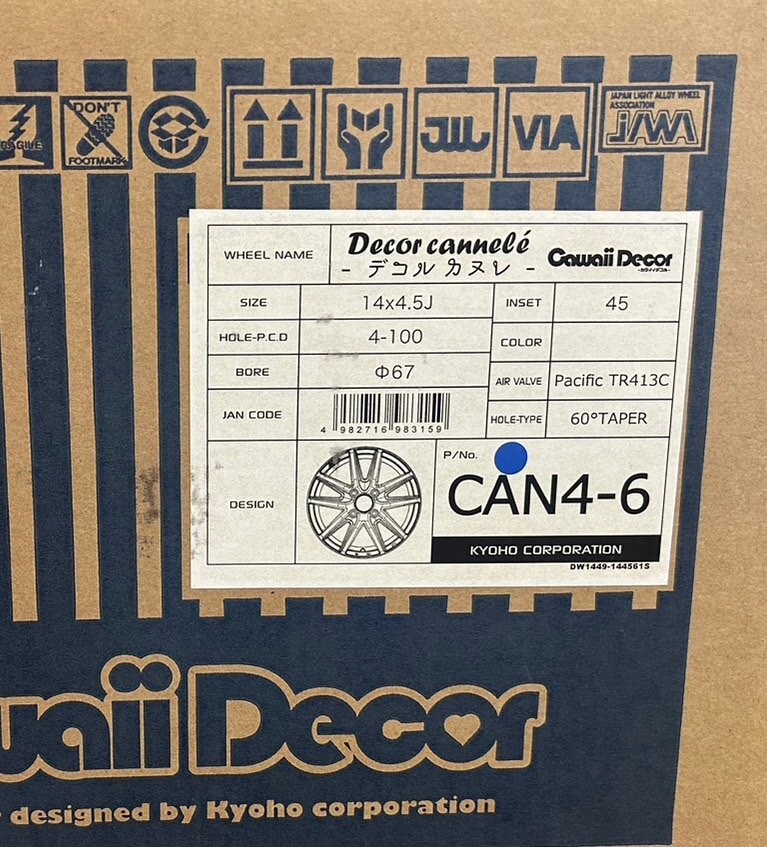 FRAGILE
DON'T
FOOTMARK
JWL
VIA
JAPAN LIGHT ALLOY WHEEL
ASSOCIATION
JAWA
WHEEL NAME
Decor cannelé
- デコル カヌレ -
Cawaii Decor
-カワイイデコル-
SIZE
14x4.5J
INSET
45
HOLE-P.C.D
4-100
COLOR
BORE
Φ67
AIR VALVE
Pacific TR413C
JAN CODE
4 982716 983159
HOLE-TYPE
60°TAPER
DESIGN
P/No.
CAN4-6
KYOHO CORPORATION
DW1449-144561S
waii Decor
designed by Kyoho corporation